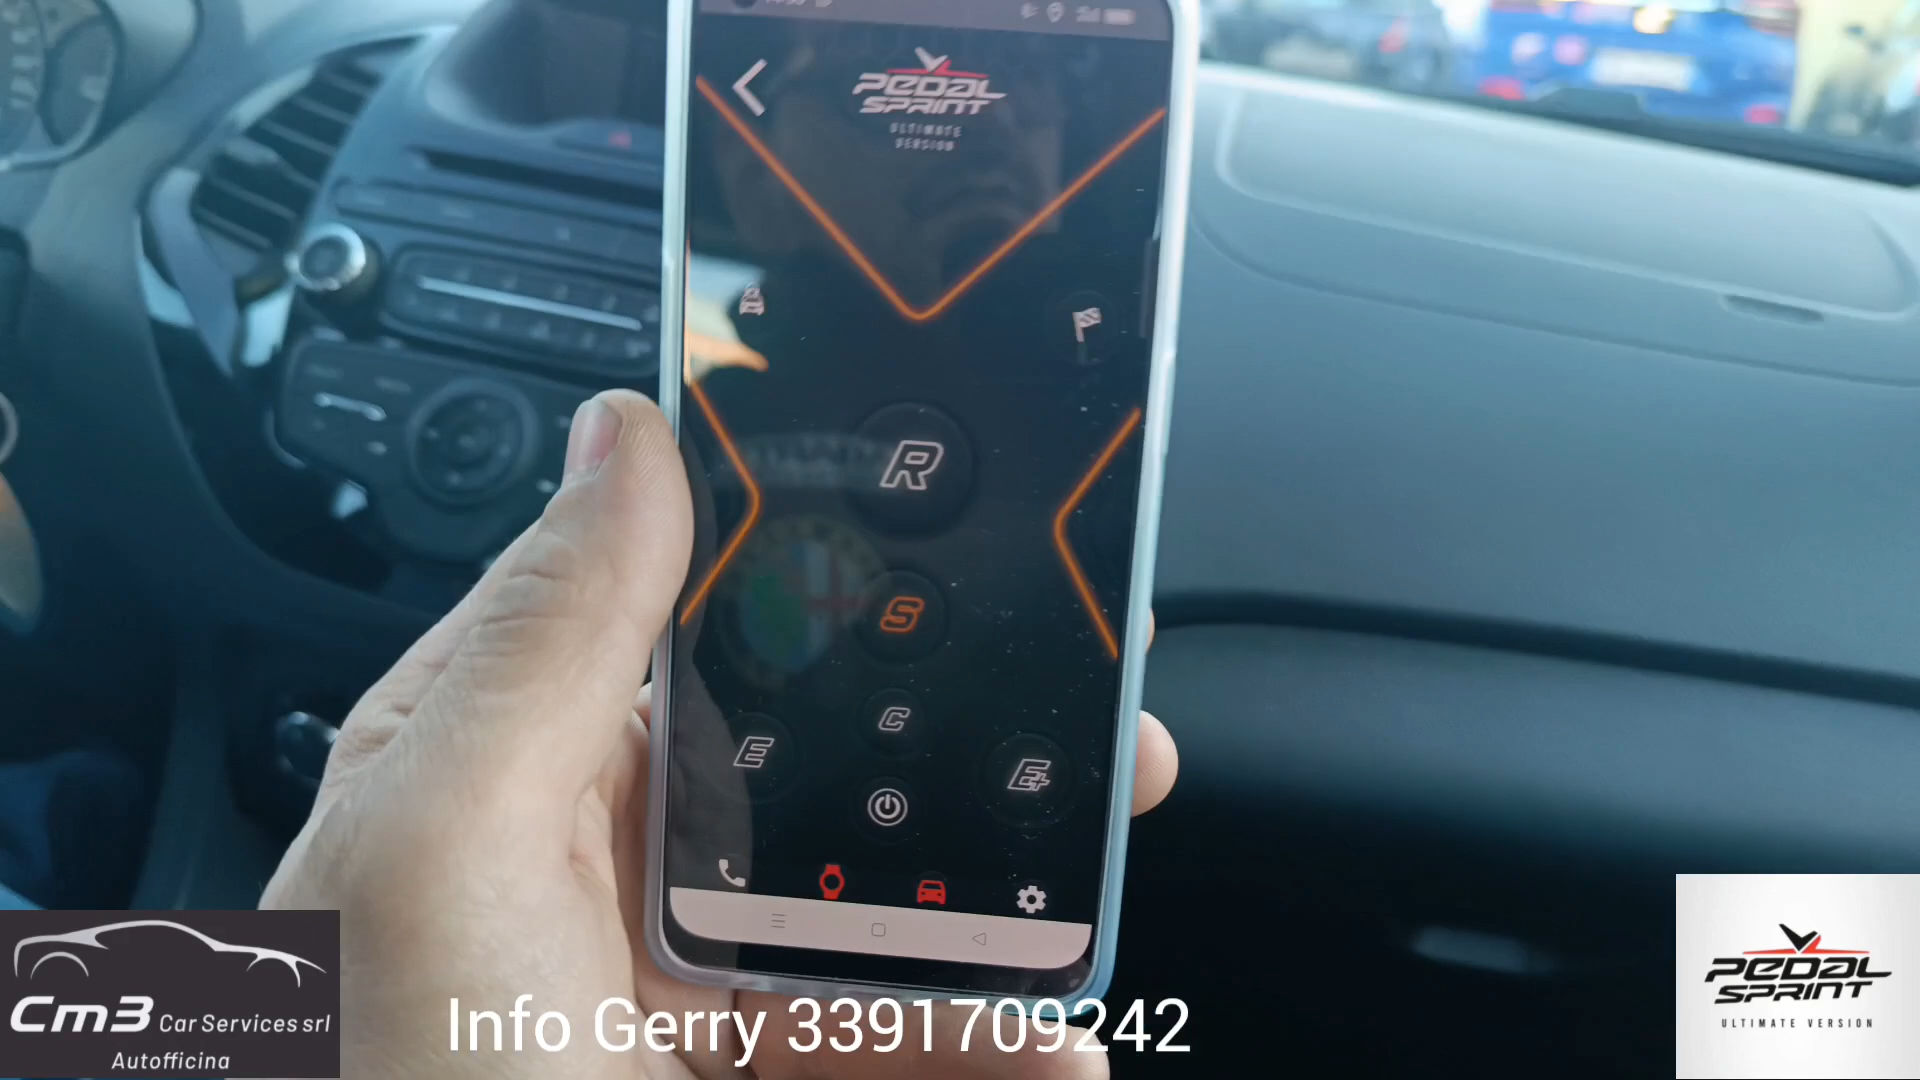 PEDAL
SPRINT
ULTIMATE
VERSION
R
S
C
E
E+
Cm3 Car Services srl
Autofficina
Info Gerry 3391709242
PEDAL
SPRINT
ULTIMATE VERSION